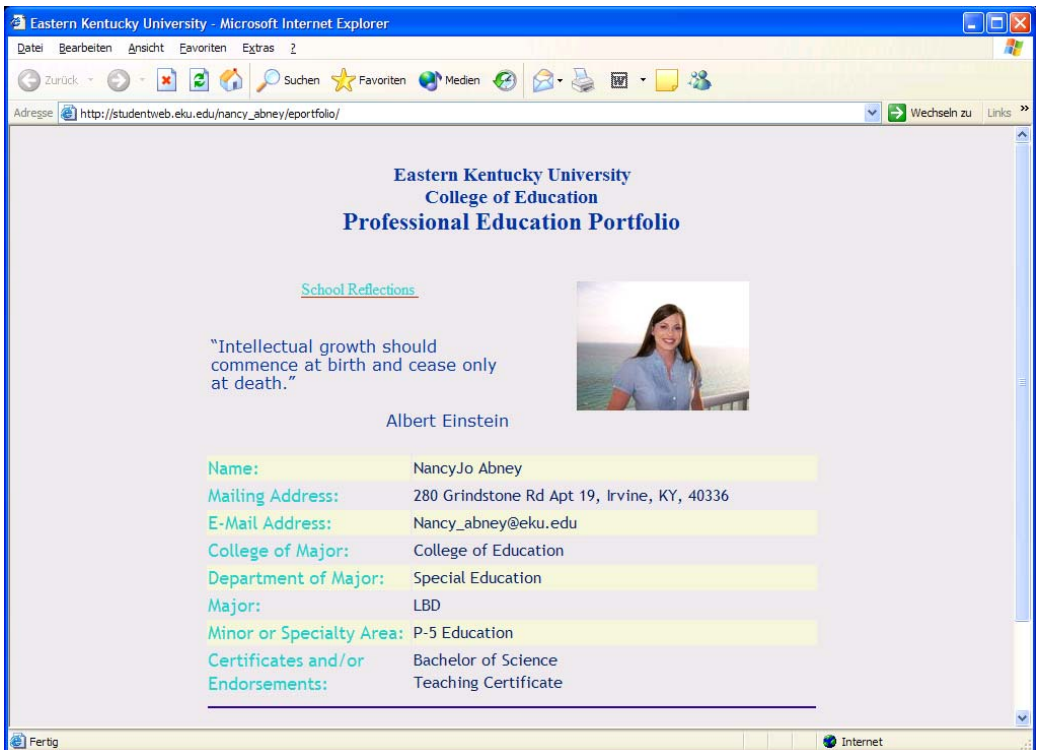 Eastern Kentucky University - Microsoft Internet Explorer
Datei Bearbeiten Ansicht Favoriten Extras ?
Zurück Suchen Favoriten Medien
Adresse http://studentweb.eku.edu/nancy_abney/eportfolio/ Wechseln zu Links »
Eastern Kentucky University
College of Education
Professional Education Portfolio
School Reflections
“Intellectual growth should
commence at birth and cease only
at death.”
Albert Einstein
Name: NancyJo Abney
Mailing Address: 280 Grindstone Rd Apt 19, Irvine, KY, 40336
E-Mail Address: Nancy_abney@eku.edu
College of Major: College of Education
Department of Major: Special Education
Major: LBD
Minor or Specialty Area: P-5 Education
Certificates and/or Bachelor of Science
Endorsements: Teaching Certificate
Fertig Internet